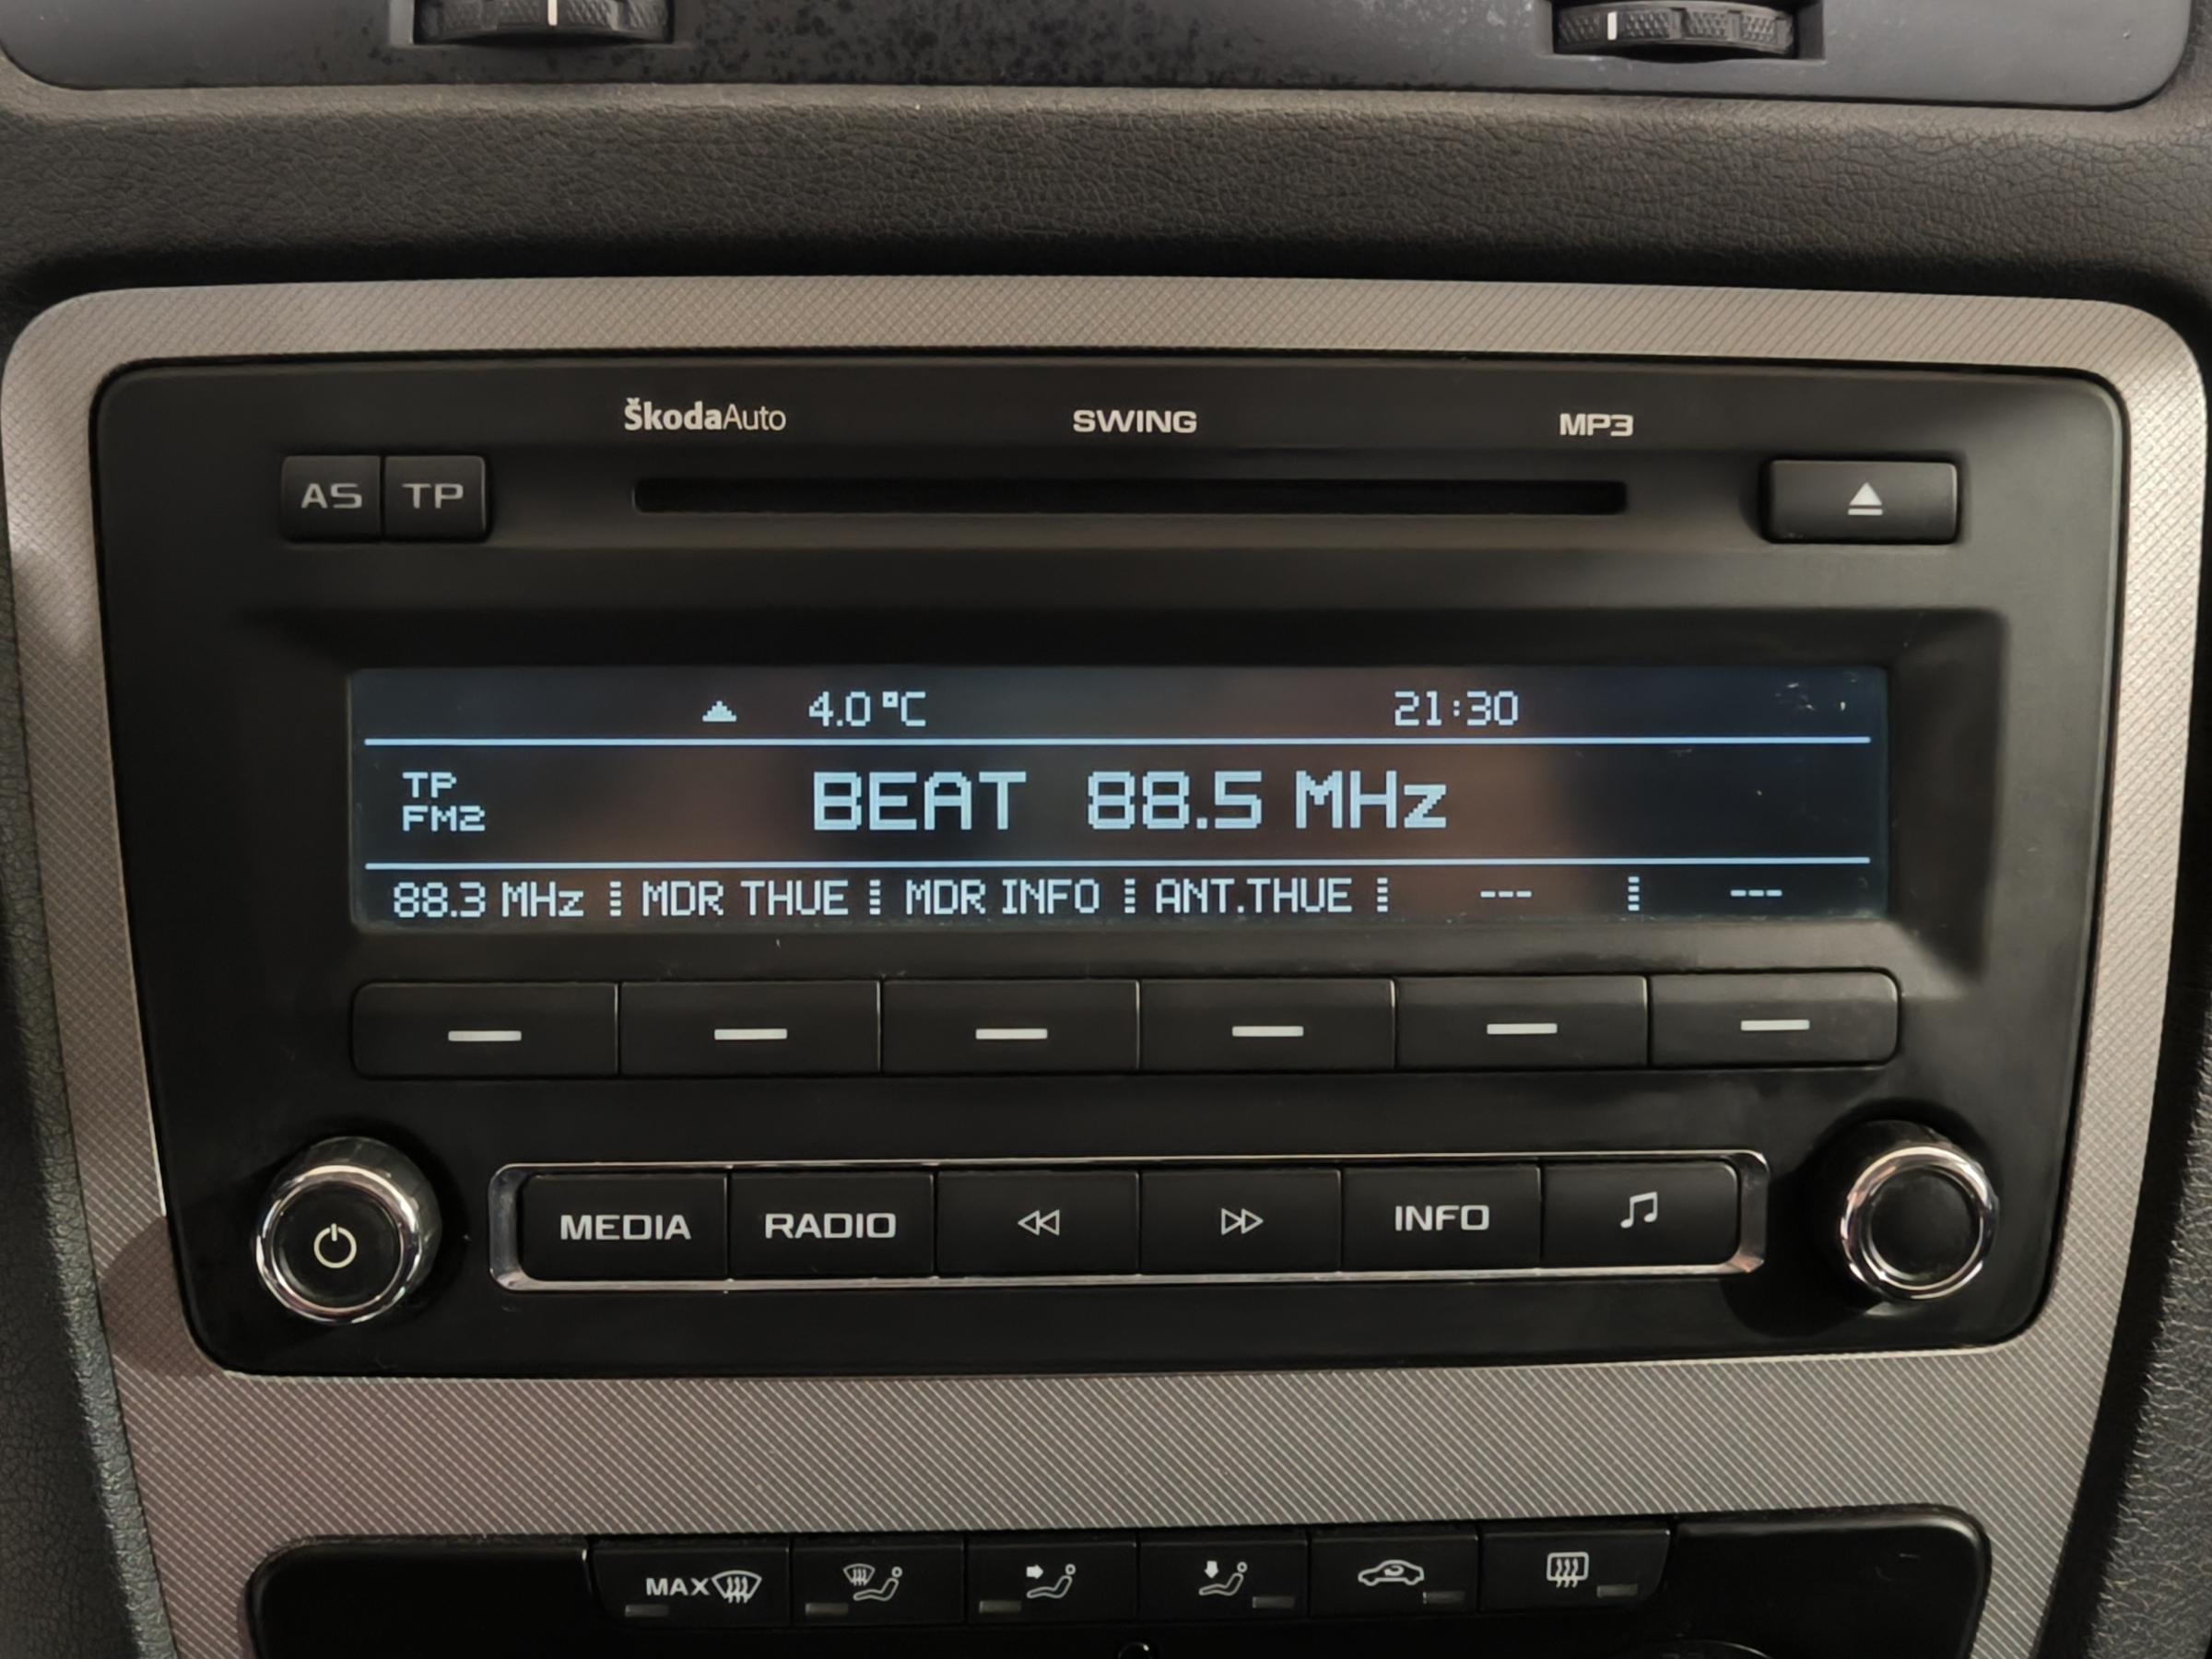 ŠkodaAuto SWING MP3
AS TP
4.0°C 21:30
TP
FM2
BEAT 88.5 MHz
88.3 MHz MDR THUE MDR INFO ANT.THUE --- ---
MEDIA RADIO INFO
MAX